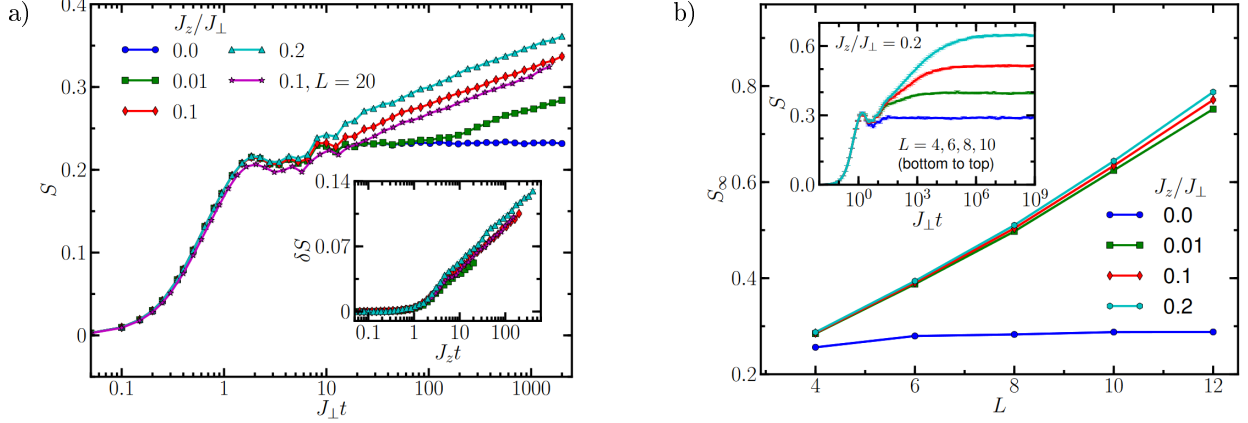 a)
0.4
0.3
0.2
0.1
0
S
J_z/J_⊥
0.0
0.01
0.1
0.2
0.1, L = 20
0.14
0.07
0
δS
0.1 1 10 100
J_z t
0.1 1 10 100 1000
J_⊥t
b)
0.8
0.6
0.4
0.2
S_∞
J_z/J_⊥ = 0.2
0.6
0.3
0.0
S
L = 4, 6, 8, 10
(bottom to top)
10^0 10^3 10^6 10^9
J_⊥t
J_z/J_⊥
0.0
0.01
0.1
0.2
4 6 8 10 12
L